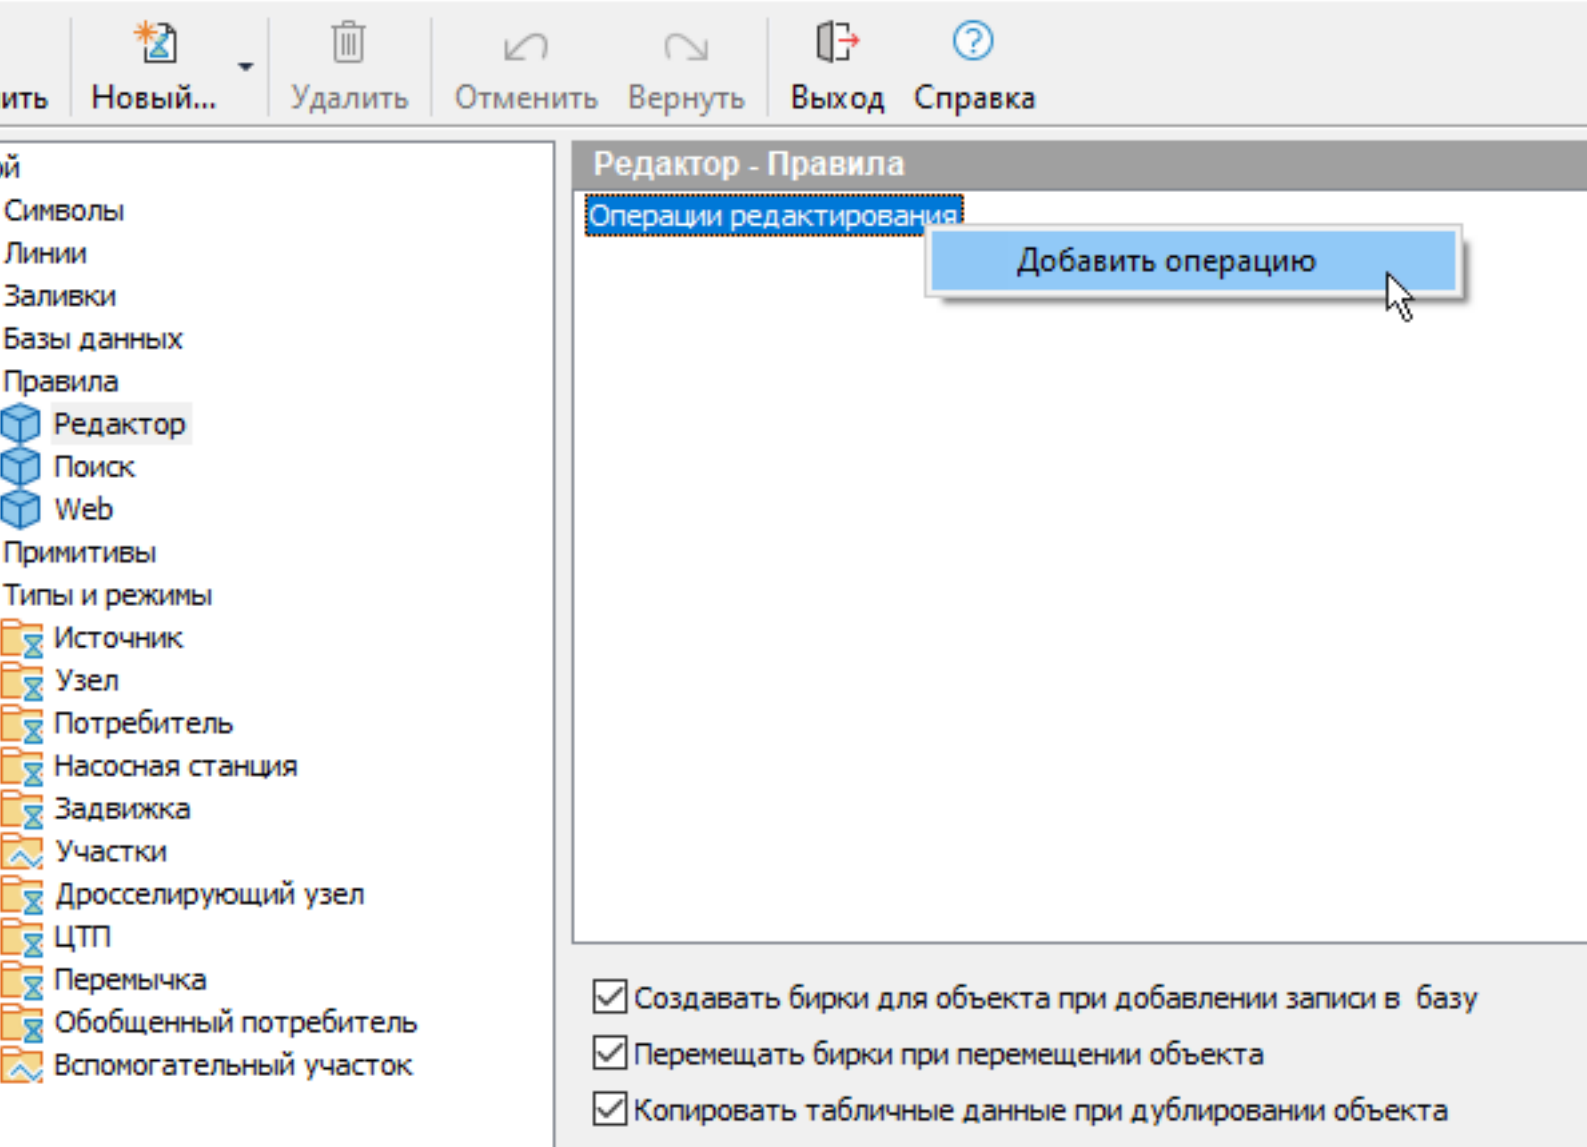 ить Новый... Удалить Отменить Вернуть Выход Справка
ой
Символы
Линии
Заливки
Базы данных
Правила
Редактор
Поиск
Web
Примитивы
Типы и режимы
Источник
Узел
Потребитель
Насосная станция
Задвижка
Участки
Дросселирующий узел
ЦТП
Перемычка
Обобщенный потребитель
Вспомогательный участок
Редактор - Правила
Операции редактирования
Добавить операцию
Создавать бирки для объекта при добавлении записи в базу
Перемещать бирки при перемещении объекта
Копировать табличные данные при дублировании объекта